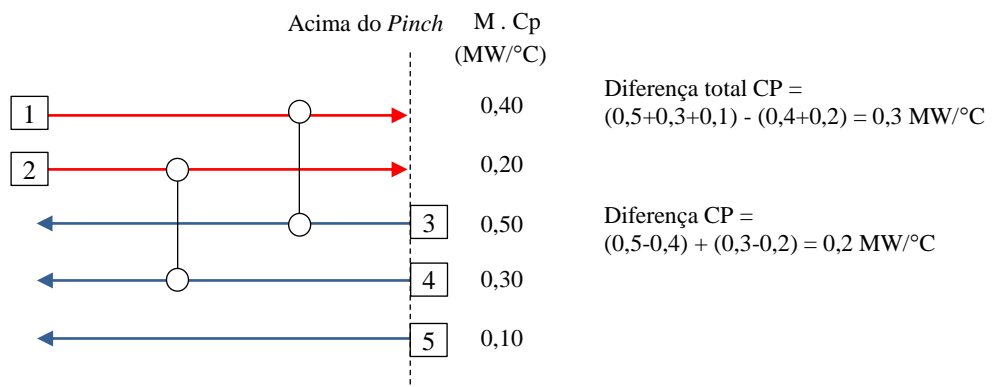 Acima do Pinch
M . Cp
(MW/°C)
1
0,40
2
0,20
3
0,50
4
0,30
5
0,10
Diferença total CP =
(0,5+0,3+0,1) - (0,4+0,2) = 0,3 MW/°C
Diferença CP =
(0,5-0,4) + (0,3-0,2) = 0,2 MW/°C